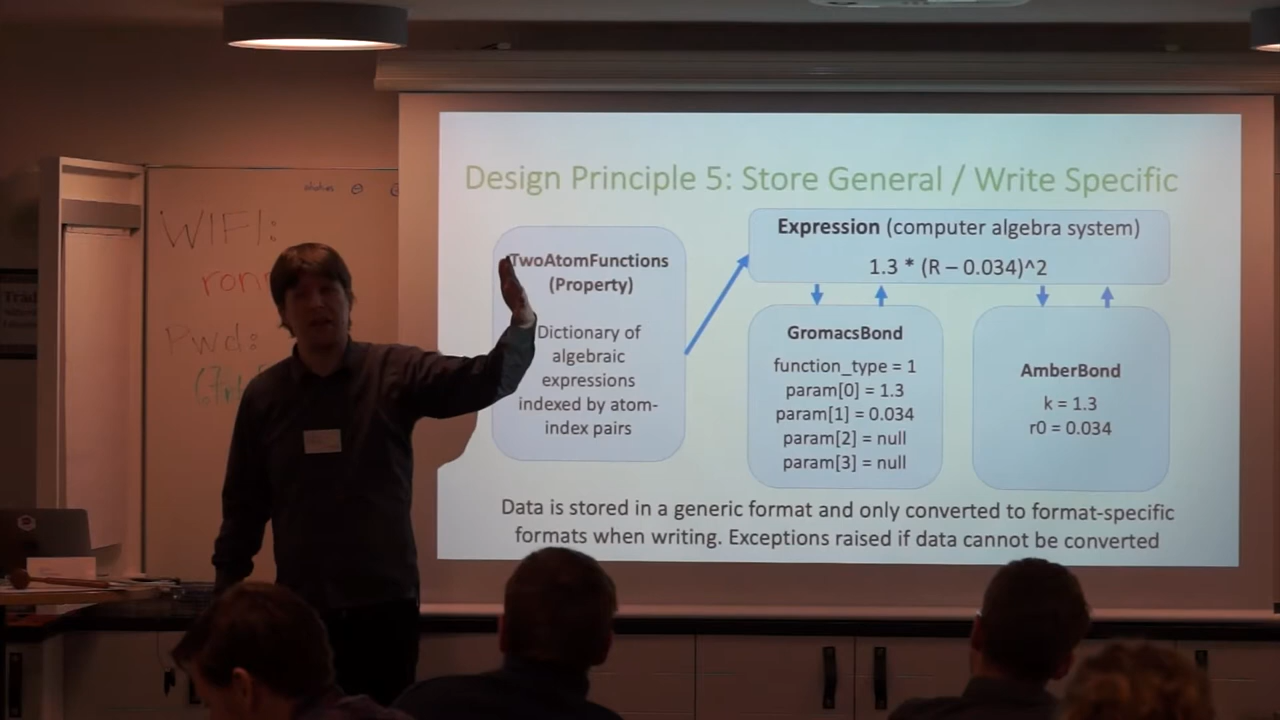 Design Principle 5: Store General / Write Specific
TwoAtomFunctions
(Property)
Dictionary of
algebraic
expressions
indexed by atom-
index pairs
Expression (computer algebra system)
1.3 * (R – 0.034)^2
GromacsBond
function_type = 1
param[0] = 1.3
param[1] = 0.034
param[2] = null
param[3] = null
AmberBond
k = 1.3
r0 = 0.034
Data is stored in a generic format and only converted to format-specific
formats when writing. Exceptions raised if data cannot be converted
WIFI:
Pwd: